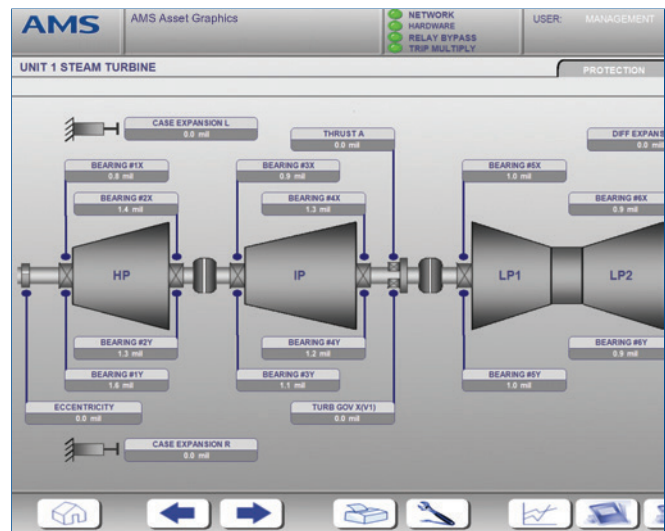 AMS
AMS Asset Graphics
NETWORK
HARDWARE
RELAY BYPASS
TRIP MULTIPLY
USER: MANAGEMENT
UNIT 1 STEAM TURBINE
PROTECTION
CASE EXPANSION L
0.0 mil
THRUST A
0.0 mil
DIFF EXPANS
0.0 mil
BEARING #1X
0.8 mil
BEARING #3X
0.9 mil
BEARING #5X
1.0 mil
BEARING #2X
1.4 mil
BEARING #4X
1.3 mil
BEARING #6X
0.9 mil
HP
IP
LP1
LP2
BEARING #2Y
1.3 mil
BEARING #4Y
1.2 mil
BEARING #6Y
0.9 mil
BEARING #1Y
1.6 mil
BEARING #3Y
1.1 mil
BEARING #5Y
1.0 mil
ECCENTRICITY
0.0 mil
TURB GOV X(V1)
0.0 mil
CASE EXPANSION R
0.0 mil